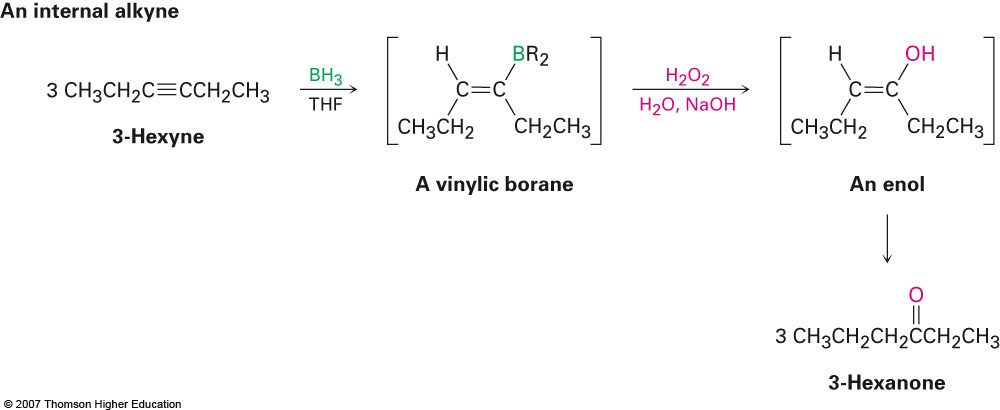 An internal alkyne
3 CH₃CH₂C≡CCH₂CH₃
3-Hexyne
BH₃
THF
H BR₂
C=C
CH₃CH₂ CH₂CH₃
A vinylic borane
H₂O₂
H₂O, NaOH
H OH
C=C
CH₃CH₂ CH₂CH₃
An enol
O
3 CH₃CH₂CH₂CCH₂CH₃
3-Hexanone
© 2007 Thomson Higher Education